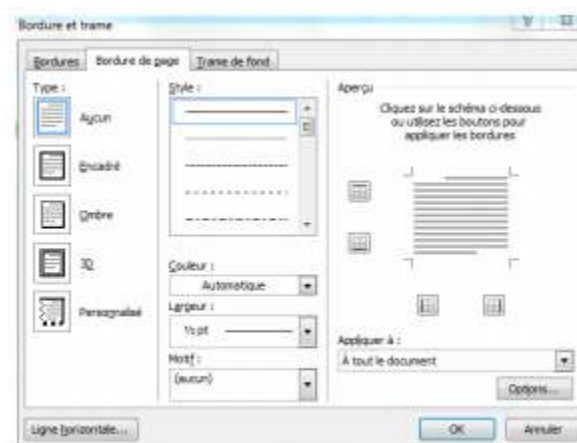 Bordure et trame
Bordures
Bordure de page
Trame de fond
Type :
Aucun
Encadré
Ombre
3D
Personnalisé
Style :
Couleur :
Automatique
Largeur :
½ pt
Motif :
(aucun)
Aperçu
Cliquez sur le schéma ci-dessous
ou utilisez les boutons pour
appliquer les bordures
Appliquer à :
À tout le document
Options...
Ligne horizontale...
OK
Annuler